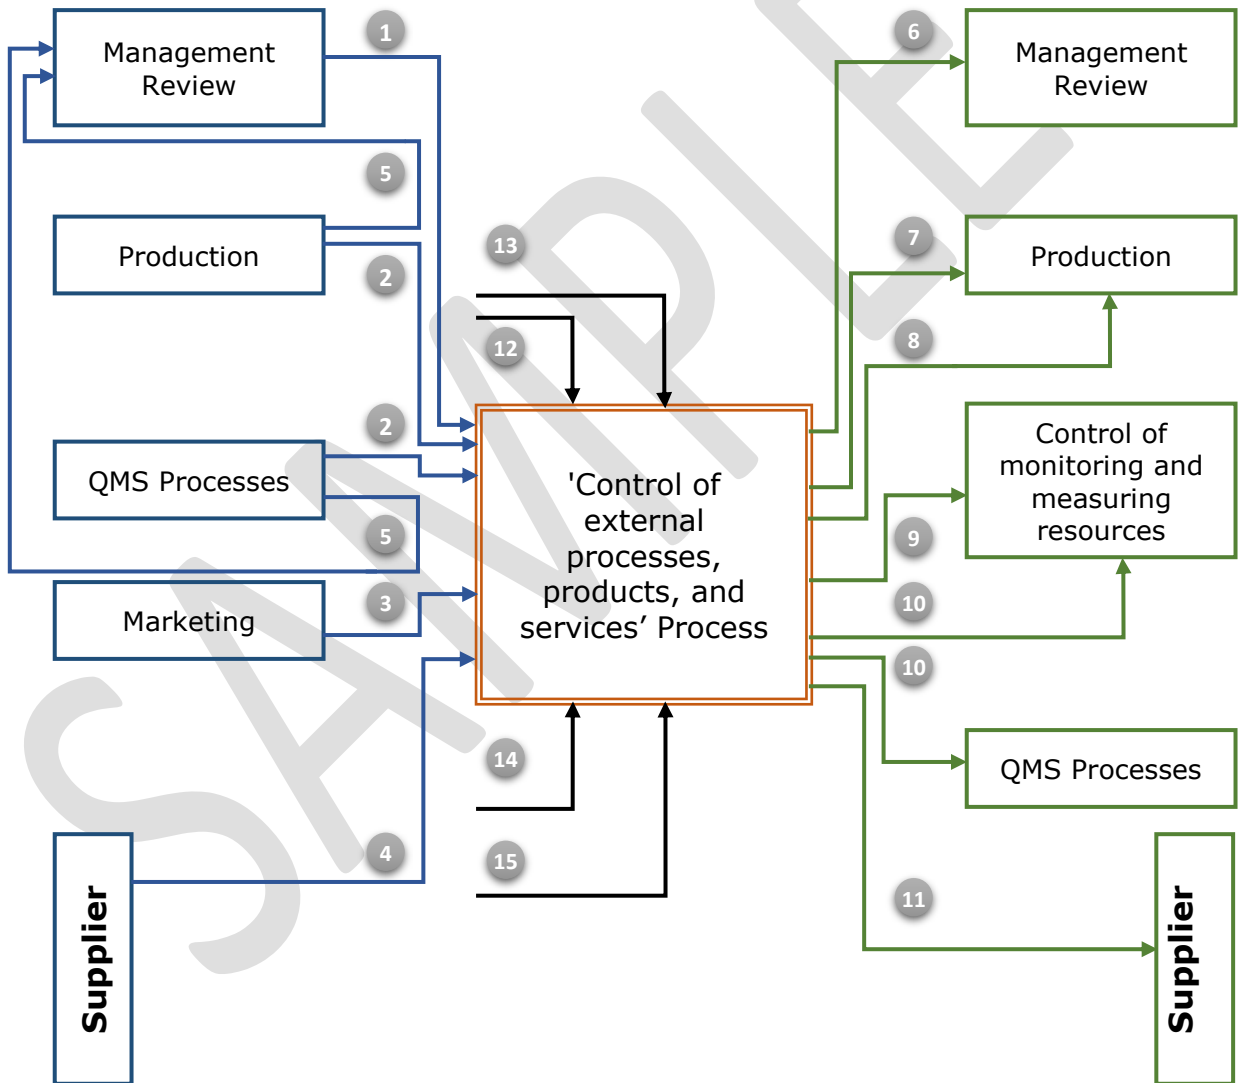 Management
Review
1
6
Management
Review
5
Production
2
13
7
Production
12
8
2
QMS Processes
5
'Control of
external
processes,
products, and
services’ Process
Control of
monitoring and
measuring
resources
9
Marketing
3
10
10
14
QMS Processes
Supplier
4
15
11
Supplier
SAMPLE